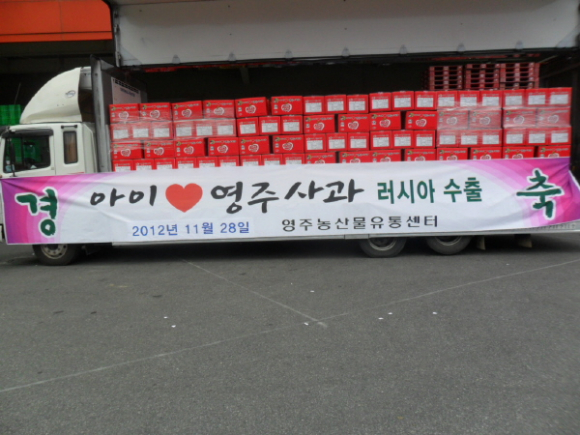 경 아이♥영주사과 러시아 수출 축
2012년 11월 28일 영주농산물유통센터